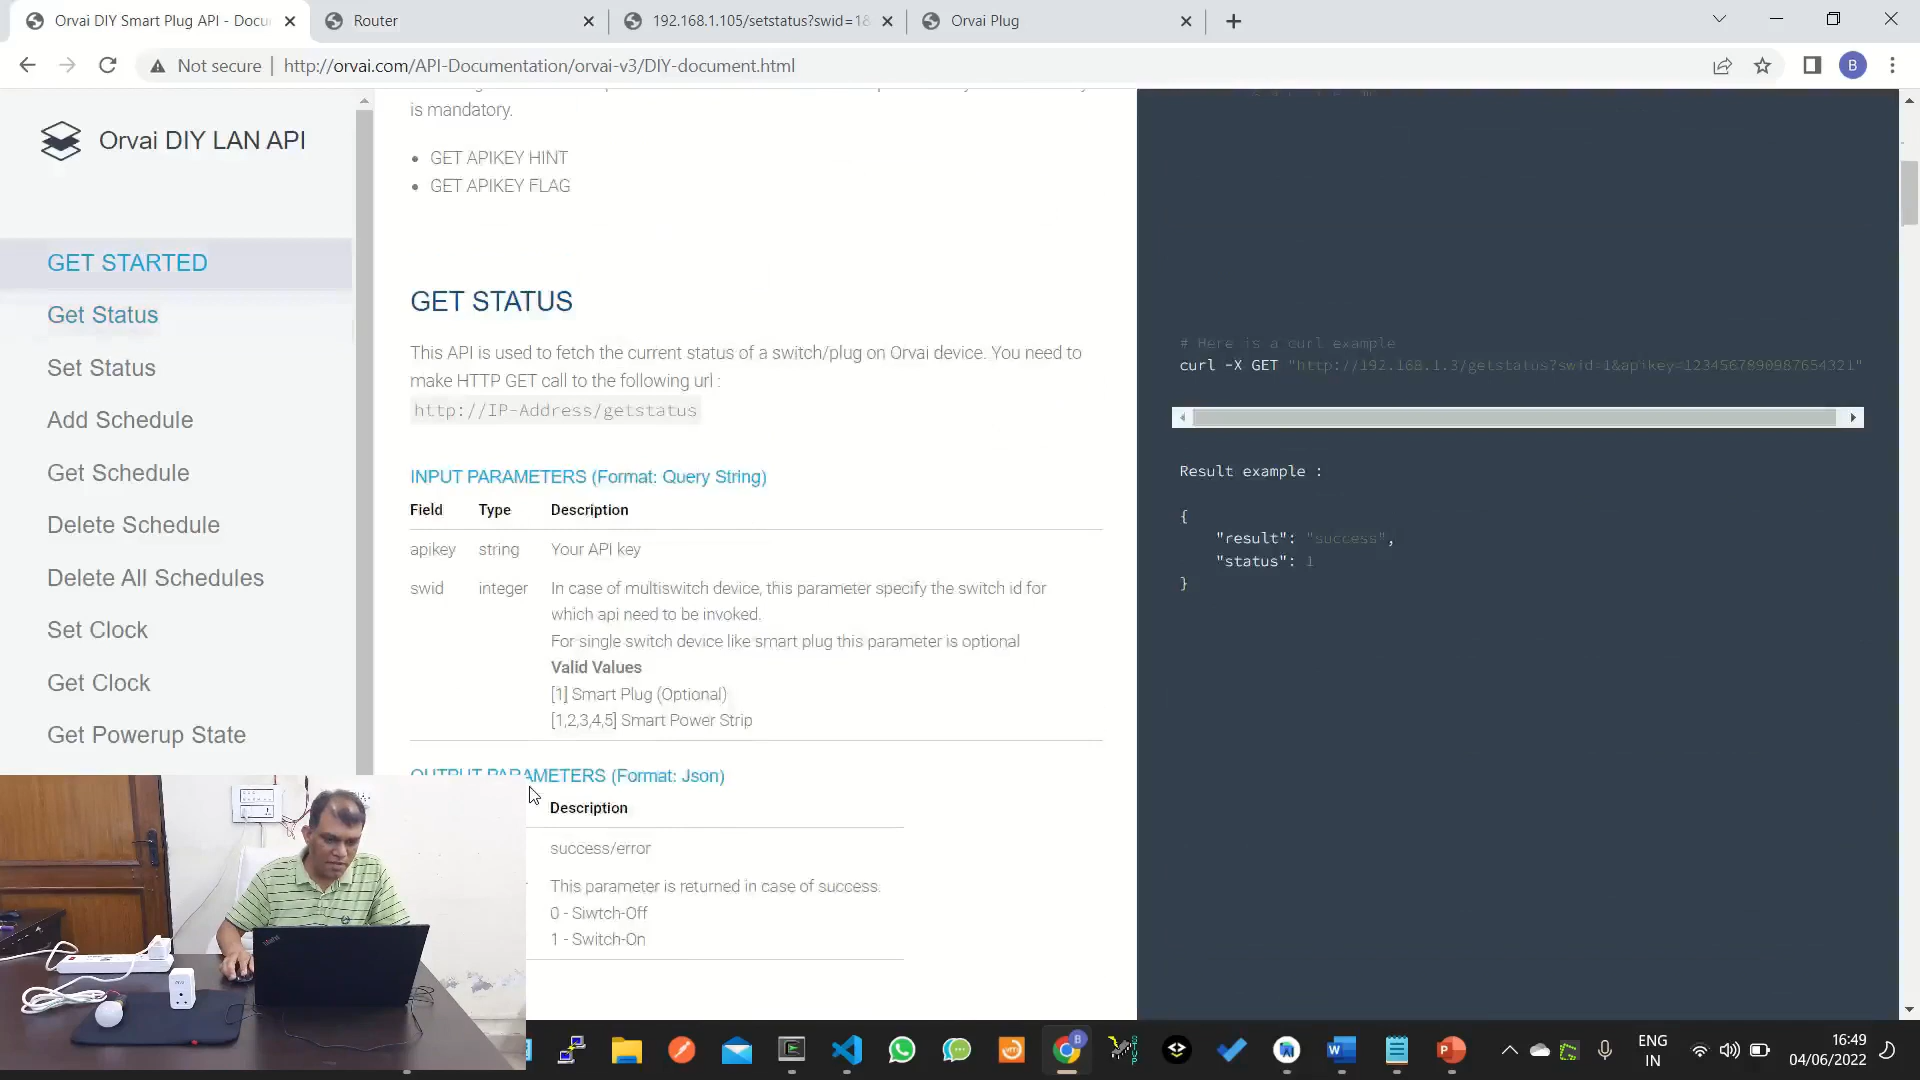 Orvai DIY Smart Plug API - Docu
Router
192.168.1.105/setstatus?swid=1&
Orvai Plug
Not secure
http://orvai.com/API-Documentation/orvai-v3/DIY-document.html
B
Orvai DIY LAN API
GET STARTED
Get Status
Set Status
Add Schedule
Get Schedule
Delete Schedule
Delete All Schedules
Set Clock
Get Clock
Get Powerup State
is mandatory.
GET APIKEY HINT
GET APIKEY FLAG
GET STATUS
This API is used to fetch the current status of a switch/plug on Orvai device. You need to
make HTTP GET call to the following url :
http://IP-Address/getstatus
INPUT PARAMETERS (Format: Query String)
Field Type Description
apikey string Your API key
swid integer In case of multiswitch device, this parameter specify the switch id for
which api need to be invoked.
For single switch device like smart plug this parameter is optional
Valid Values
[1] Smart Plug (Optional)
[1,2,3,4,5] Smart Power Strip
OUTPUT PARAMETERS (Format: Json)
Description
success/error
This parameter is returned in case of success.
0 - Siwtch-Off
1 - Switch-On
# Here is a curl example
curl -X GET "http://192.168.1.3/getstatus?swid=1&apikey=1234567890987654321"
Result example :
{
"result": "success",
"status": 1
}
ENG
IN
16:49
04/06/2022